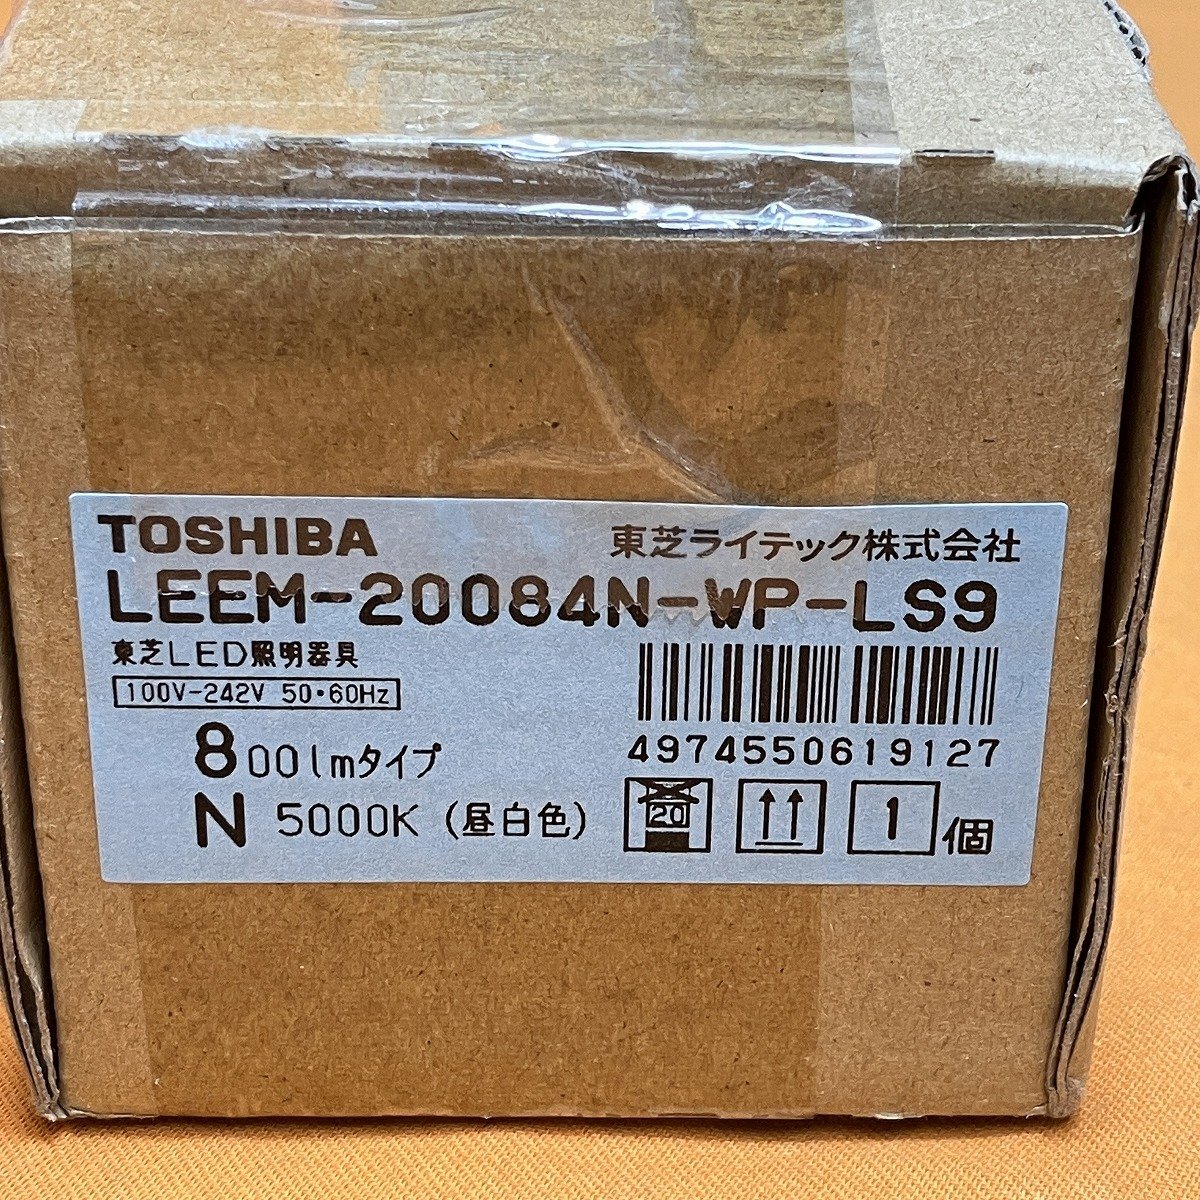 TOSHIBA 東芝ライテック株式会社
LEEM-20084N-WP-LS9
東芝LED照明器具
100V-242V 50・60Hz
800lmタイプ
4974550619127
N 5000K (昼白色)
20 1個